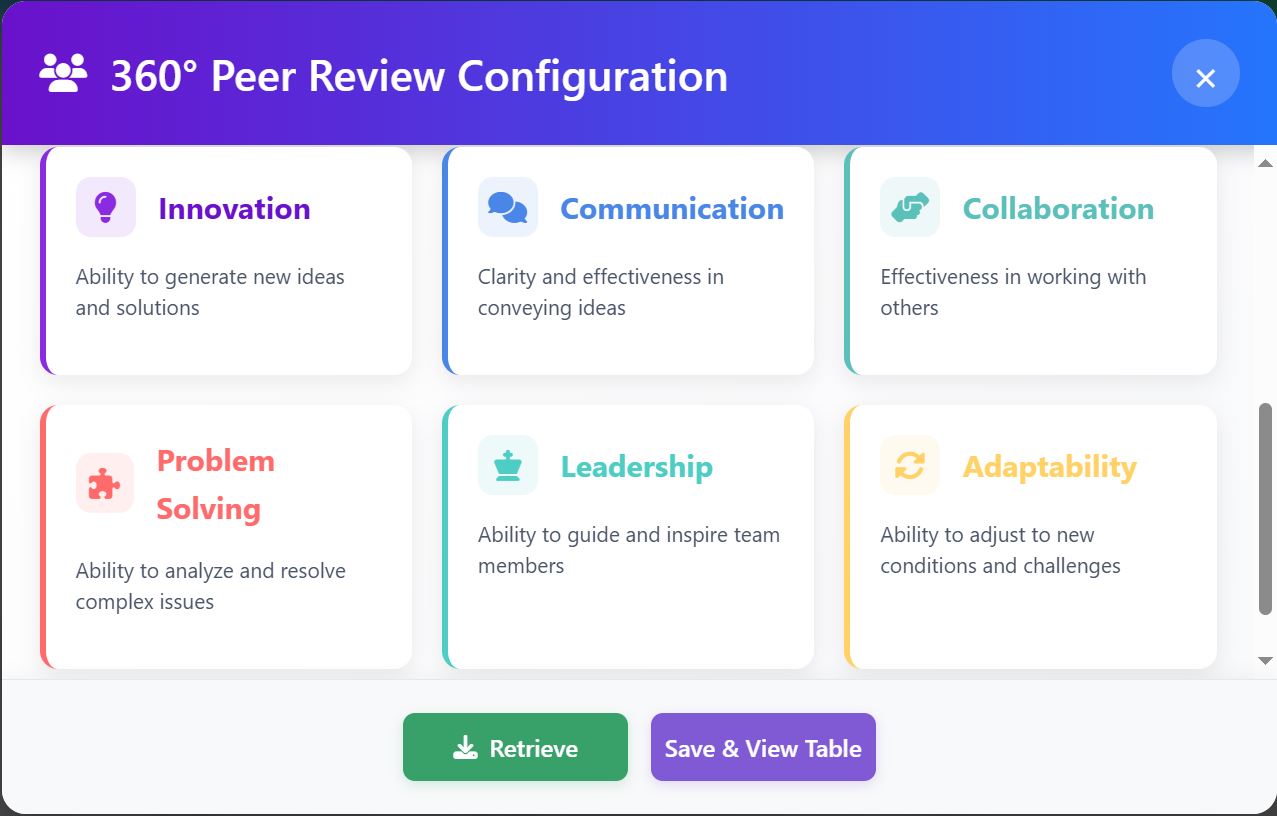 360° Peer Review Configuration
Innovation
Ability to generate new ideas
and solutions
Communication
Clarity and effectiveness in
conveying ideas
Collaboration
Effectiveness in working with
others
Problem
Solving
Ability to analyze and resolve
complex issues
Leadership
Ability to guide and inspire team
members
Adaptability
Ability to adjust to new
conditions and challenges
Retrieve
Save & View Table